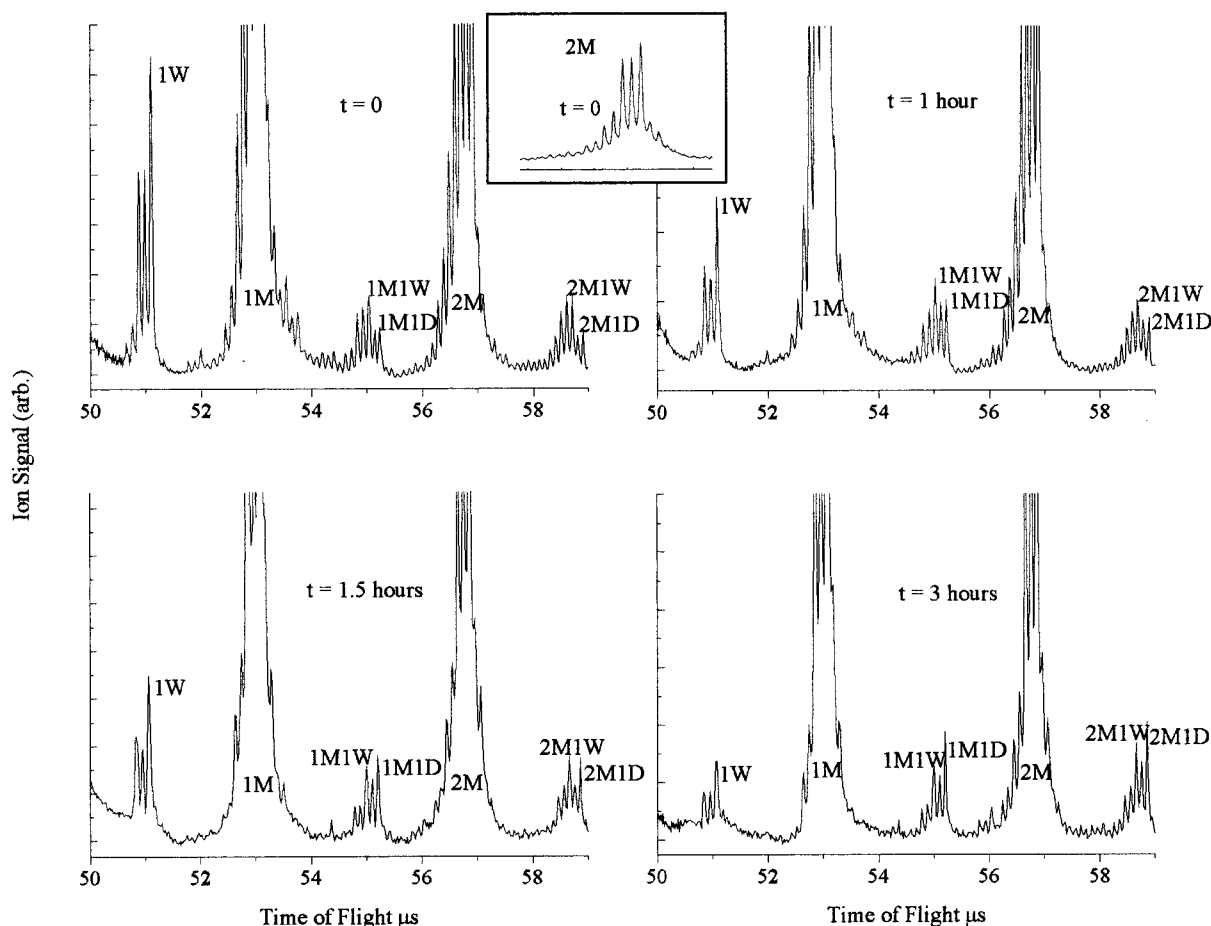 Ion Signal (arb.)
1W
t = 0
1M
1M1W
1M1D
2M
2M1W
2M1D
50 52 54 56 58
2M
t = 0
t = 1 hour
1W
1M
1M1W
1M1D
2M
2M1W
2M1D
50 52 54 56 58
t = 1.5 hours
1W
1M
1M1W
1M1D
2M
2M1W
2M1D
50 52 54 56 58
Time of Flight μs
t = 3 hours
1W
1M
1M1W
1M1D
2M
2M1W
2M1D
50 52 54 56 58
Time of Flight μs